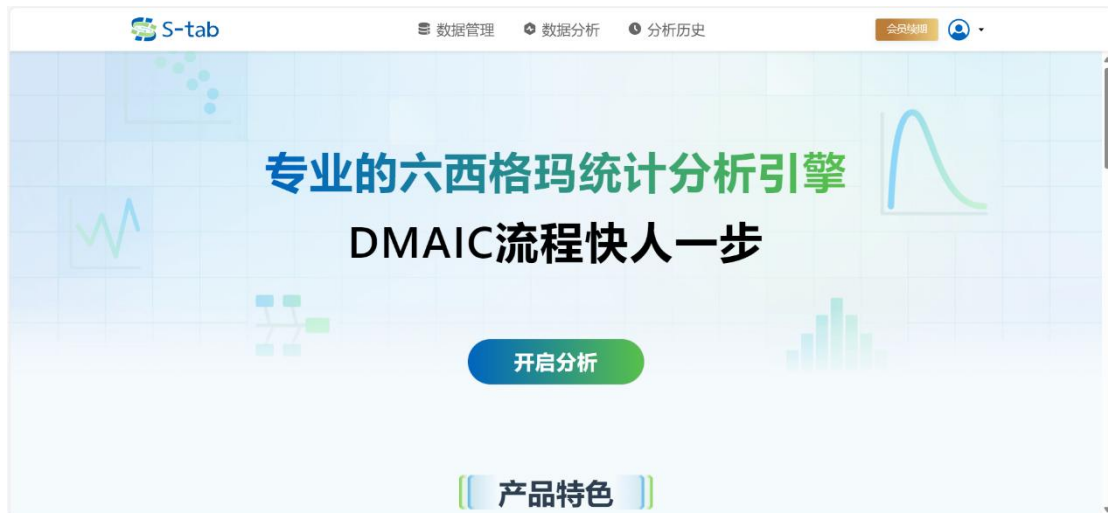 S-tab
数据管理
数据分析
分析历史
会员续期
专业的六西格玛统计分析引擎
DMAIC流程快人一步
开启分析
产品特色